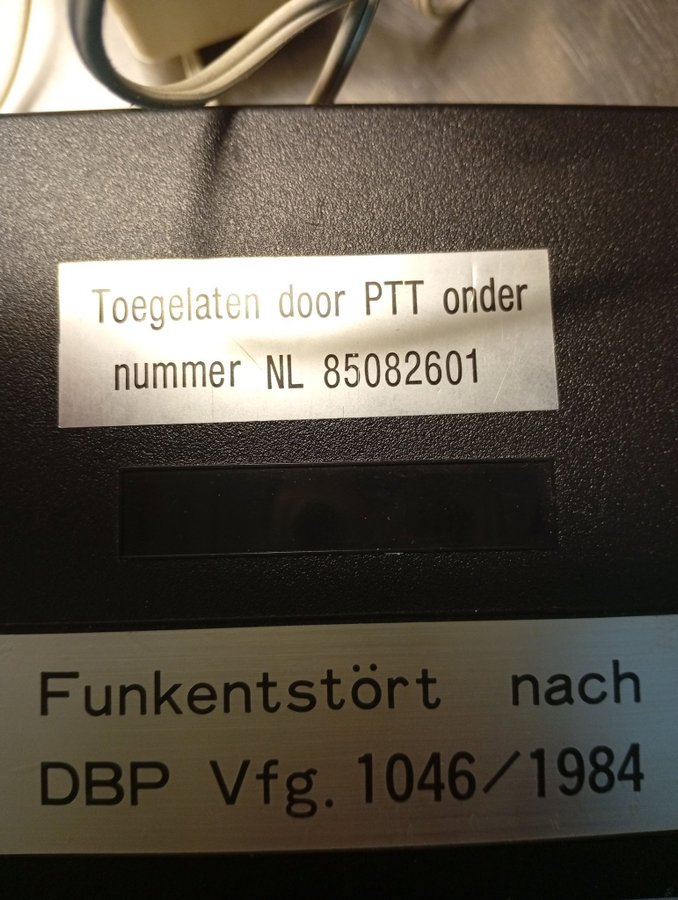 Toegelaten door PTT onder
nummer NL 85082601
Funkentstört nach
DBP Vfg. 1046/1984